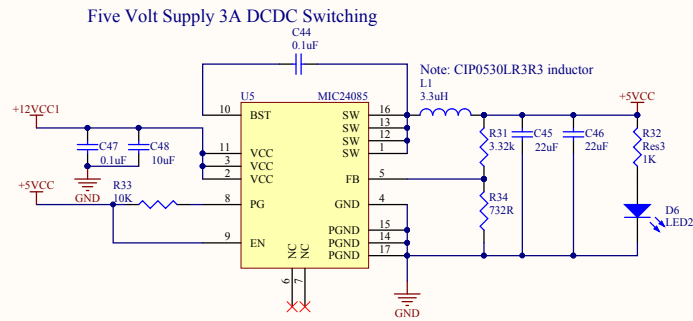 Five Volt Supply 3A DCDC Switching
C44
0.1uF
Note: CIP0530LR3R3 inductor
U5 MIC24085
L1
3.3uH
+12VCC1
+5VCC
10 BST
SW 16
SW 13
SW 12
SW 1
C47
0.1uF
C48
10uF
11 VCC
3 VCC
2 VCC
R31
3.32k
C45
22uF
C46
22uF
R32
Res3
1K
FB 5
GND
+5VCC
R33
10K
8 PG
GND 4
R34
732R
D6
LED2
PGND 15
PGND 14
PGND 17
9 EN
NC
NC
6
7
GND